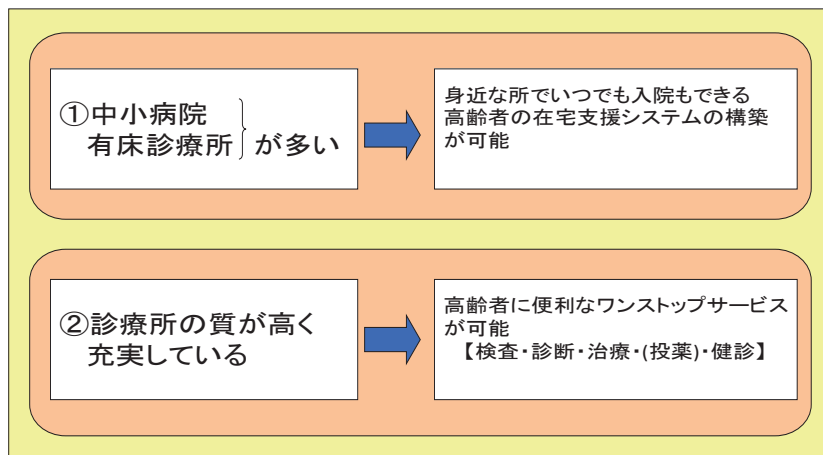 ①中小病院
有床診療所
が多い
身近な所でいつでも入院もできる
高齢者の在宅支援システムの構築
が可能
②診療所の質が高く
充実している
高齢者に便利なワンストップサービス
が可能
【検査・診断・治療・(投薬)・健診】